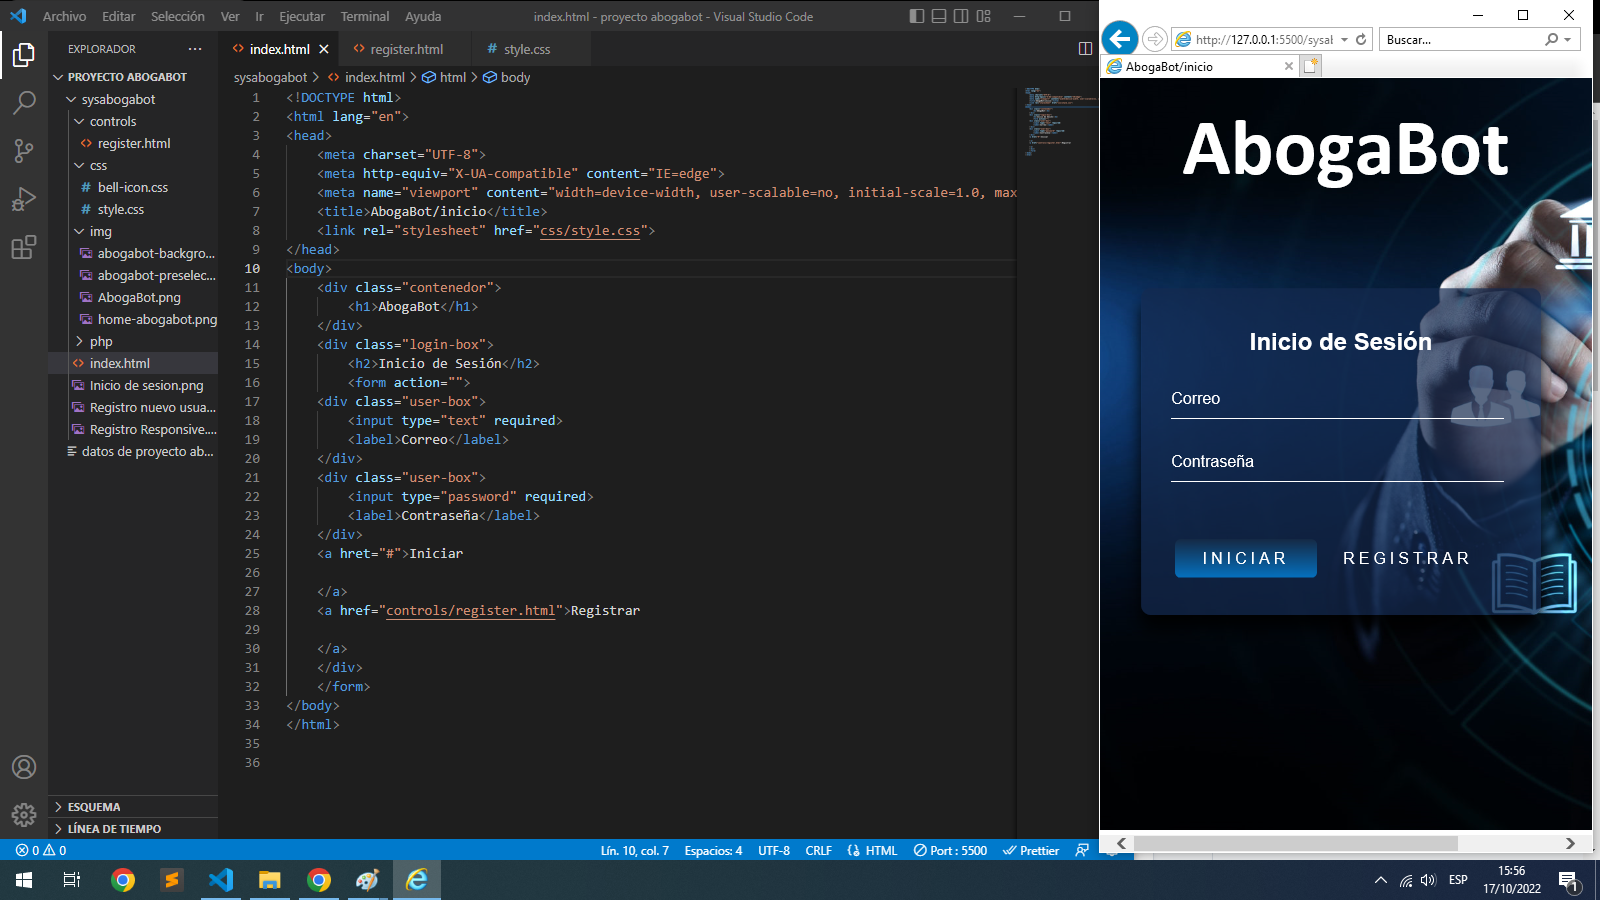 Archivo Editar Selección Ver Ir Ejecutar Terminal Ayuda
index.html - proyecto abogabot - Visual Studio Code
EXPLORADOR
PROYECTO ABOGABOT
sysabogabot
controls
register.html
css
bell-icon.css
style.css
img
abogabot-backgro...
abogabot-preselec...
AbogaBot.png
home-abogabot.png
php
index.html
Inicio de sesion.png
Registro nuevo usua...
Registro Responsive....
datos de proyecto ab...
ESQUEMA
LÍNEA DE TIEMPO
index.html register.html style.css
sysabogabot > index.html > html > body
1 <!DOCTYPE html>
2 <html lang="en">
3 <head>
4 <meta charset="UTF-8">
5 <meta http-equiv="X-UA-compatible" content="IE=edge">
6 <meta name="viewport" content="width=device-width, user-scalable=no, initial-scale=1.0, max
7 <title>AbogaBot/inicio</title>
8 <link rel="stylesheet" href="css/style.css">
9 </head>
10 <body>
11 <div class="contenedor">
12 <h1>AbogaBot</h1>
13 </div>
14 <div class="login-box">
15 <h2>Inicio de Sesión</h2>
16 <form action="">
17 <div class="user-box">
18 <input type="text" required>
19 <label>Correo</label>
20 </div>
21 <div class="user-box">
22 <input type="password" required>
23 <label>Contraseña</label>
24 </div>
25 <a hret="#">Iniciar
26
27 </a>
28 <a href="controls/register.html">Registrar
29
30 </a>
31 </div>
32 </form>
33 </body>
34 </html>
35
36
0 0
Lín. 10, col. 7 Espacios: 4 UTF-8 CRLF HTML Port : 5500 Prettier
http://127.0.0.1:5500/sysab
Buscar...
AbogaBot/inicio
AbogaBot
Inicio de Sesión
Correo
Contraseña
INICIAR REGISTRAR
ESP
15:56
17/10/2022
1